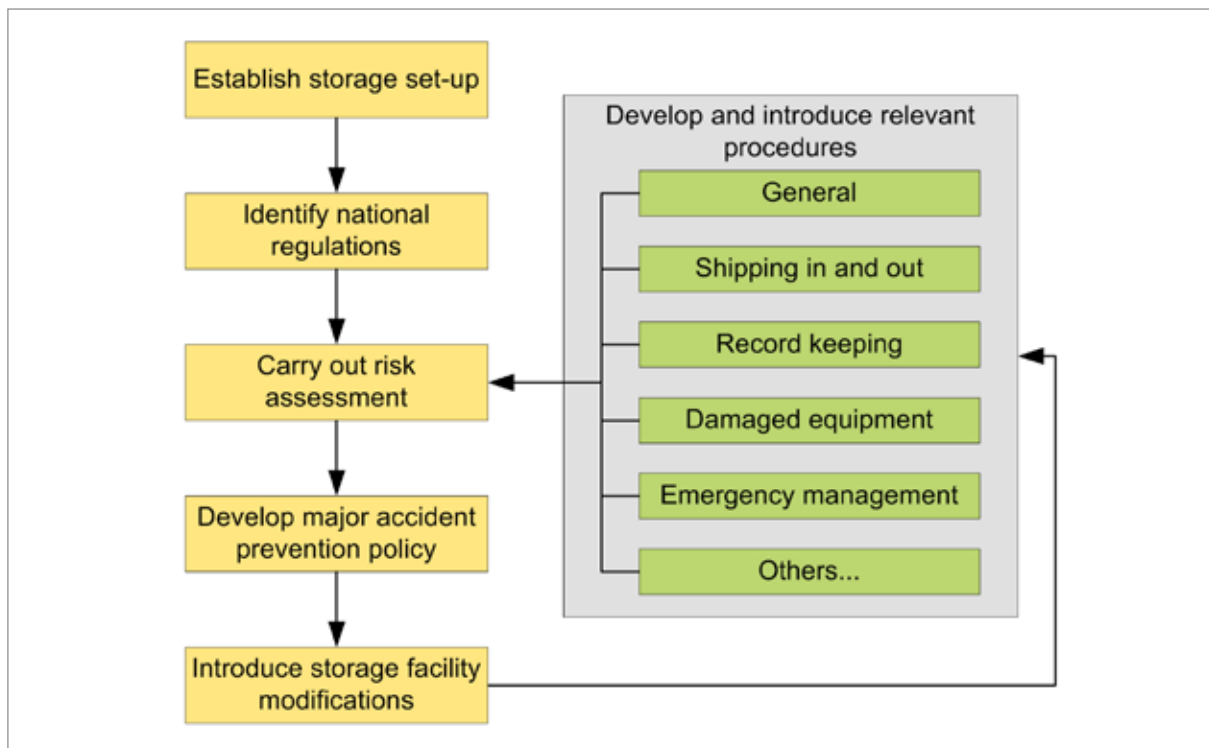 Establish storage set-up
Identify national
regulations
Carry out risk
assessment
Develop major accident
prevention policy
Introduce storage facility
modifications
Develop and introduce relevant
procedures
General
Shipping in and out
Record keeping
Damaged equipment
Emergency management
Others...